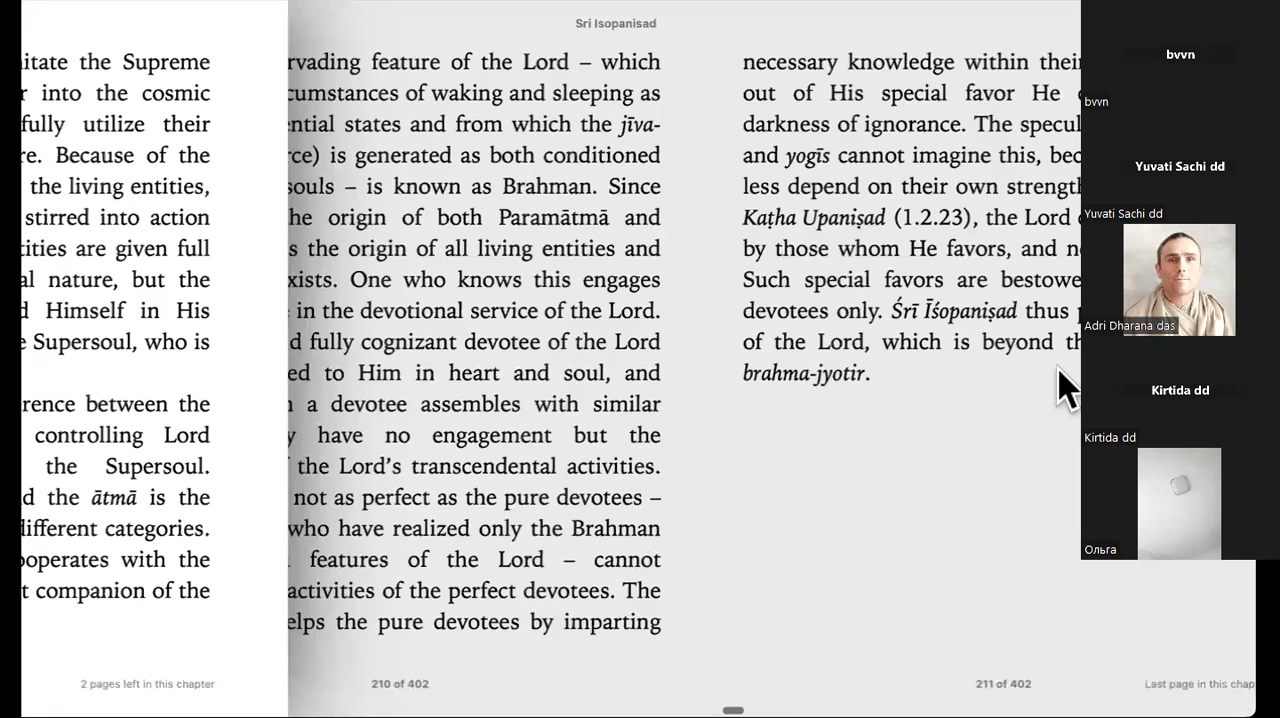 Sri Isopanisad
nitate the Supreme
r into the cosmic
fully utilize their
re. Because of the
the living entities,
stirred into action
tities are given full
al nature, but the
d Himself in His
e Supersoul, who is
rence between the
controlling Lord
the Supersoul.
d the ātmā is the
different categories.
ooperates with the
t companion of the
2 pages left in this chapter
rvading feature of the Lord – which
cumstances of waking and sleeping as
ential states and from which the jīva-
rce) is generated as both conditioned
souls – is known as Brahman. Since
he origin of both Paramātmā and
s the origin of all living entities and
xists. One who knows this engages
in the devotional service of the Lord.
d fully cognizant devotee of the Lord
ed to Him in heart and soul, and
n a devotee assembles with similar
y have no engagement but the
f the Lord’s transcendental activities.
not as perfect as the pure devotees –
who have realized only the Brahman
features of the Lord – cannot
activities of the perfect devotees. The
elps the pure devotees by imparting
210 of 402
necessary knowledge within their
out of His special favor He
darkness of ignorance. The specul
and yogīs cannot imagine this, bec
less depend on their own strength
Kaṭha Upaniṣad (1.2.23), the Lord
by those whom He favors, and n
Such special favors are bestowe
devotees only. Śrī Īśopaniṣad thus
of the Lord, which is beyond th
brahma-jyotir.
211 of 402
Last page in this chap
bvvn
bvvn
Yuvati Sachi dd
Yuvati Sachi dd
Adri Dharana das
Kirtida dd
Kirtida dd
Ольга